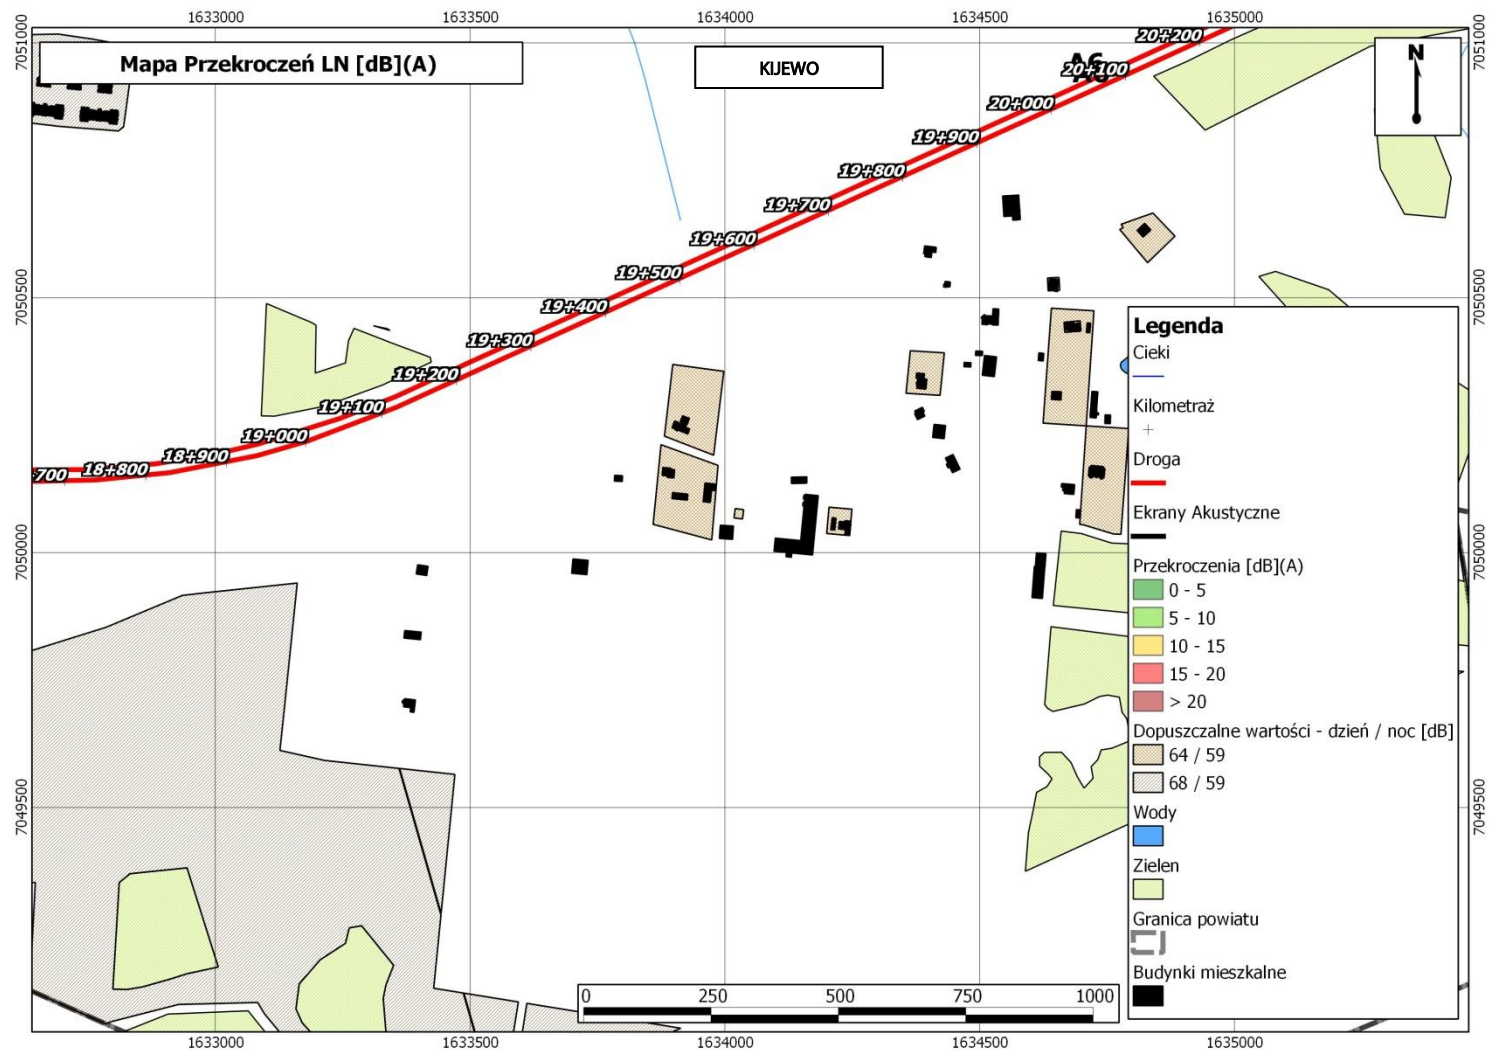 1633000 1633500 1634000 1634500 1635000
7051000 7051000
Mapa Przekroczeń LN [dB](A)
KIJEWO
N
A6
A6
20+200
20+100
20+000
19+900
19+800
19+700
19+600
19+500
19+400
19+300
19+200
19+100
19+000
18+900
18+800
700
7050500 7050500
7050000 7050000
7049500 7049500
Legenda
Cieki
Kilometraż
Droga
Ekrany Akustyczne
Przekroczenia [dB](A)
0 - 5
5 - 10
10 - 15
15 - 20
> 20
Dopuszczalne wartości - dzień / noc [dB]
64 / 59
68 / 59
Wody
Zielen
Granica powiatu
Budynki mieszkalne
0 250 500 750 1000
1633000 1633500 1634000 1634500 1635000